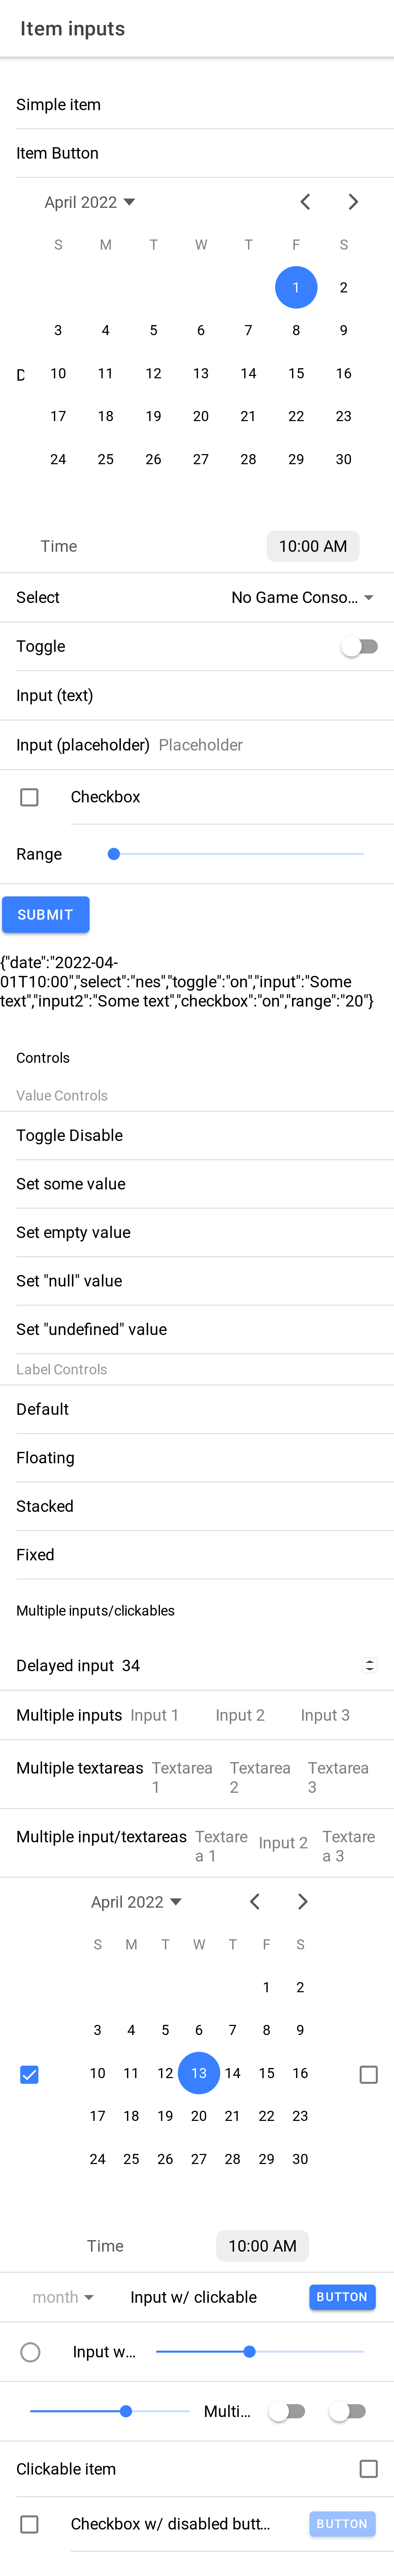 Item inputs
Simple item
Item Button
April 2022
S M T W T F S
1 2
3 4 5 6 7 8 9
D 10 11 12 13 14 15 16
17 18 19 20 21 22 23
24 25 26 27 28 29 30
Time 10:00 AM
Select No Game Conso...
Toggle
Input (text)
Input (placeholder) Placeholder
Checkbox
Range
SUBMIT
{"date":"2022-04-
01T10:00","select":"nes","toggle":"on","input":"Some
text","input2":"Some text","checkbox":"on","range":"20"}
Controls
Value Controls
Toggle Disable
Set some value
Set empty value
Set "null" value
Set "undefined" value
Label Controls
Default
Floating
Stacked
Fixed
Multiple inputs/clickables
Delayed input 34
Multiple inputs Input 1 Input 2 Input 3
Multiple textareas Textarea Textarea Textarea
1 2 3
Multiple input/textareas Textare Input 2 Textare
a 1 a 3
April 2022
S M T W T F S
1 2
3 4 5 6 7 8 9
10 11 12 13 14 15 16
17 18 19 20 21 22 23
24 25 26 27 28 29 30
Time 10:00 AM
month Input w/ clickable BUTTON
Input w...
Multi...
Clickable item
Checkbox w/ disabled butt... BUTTON